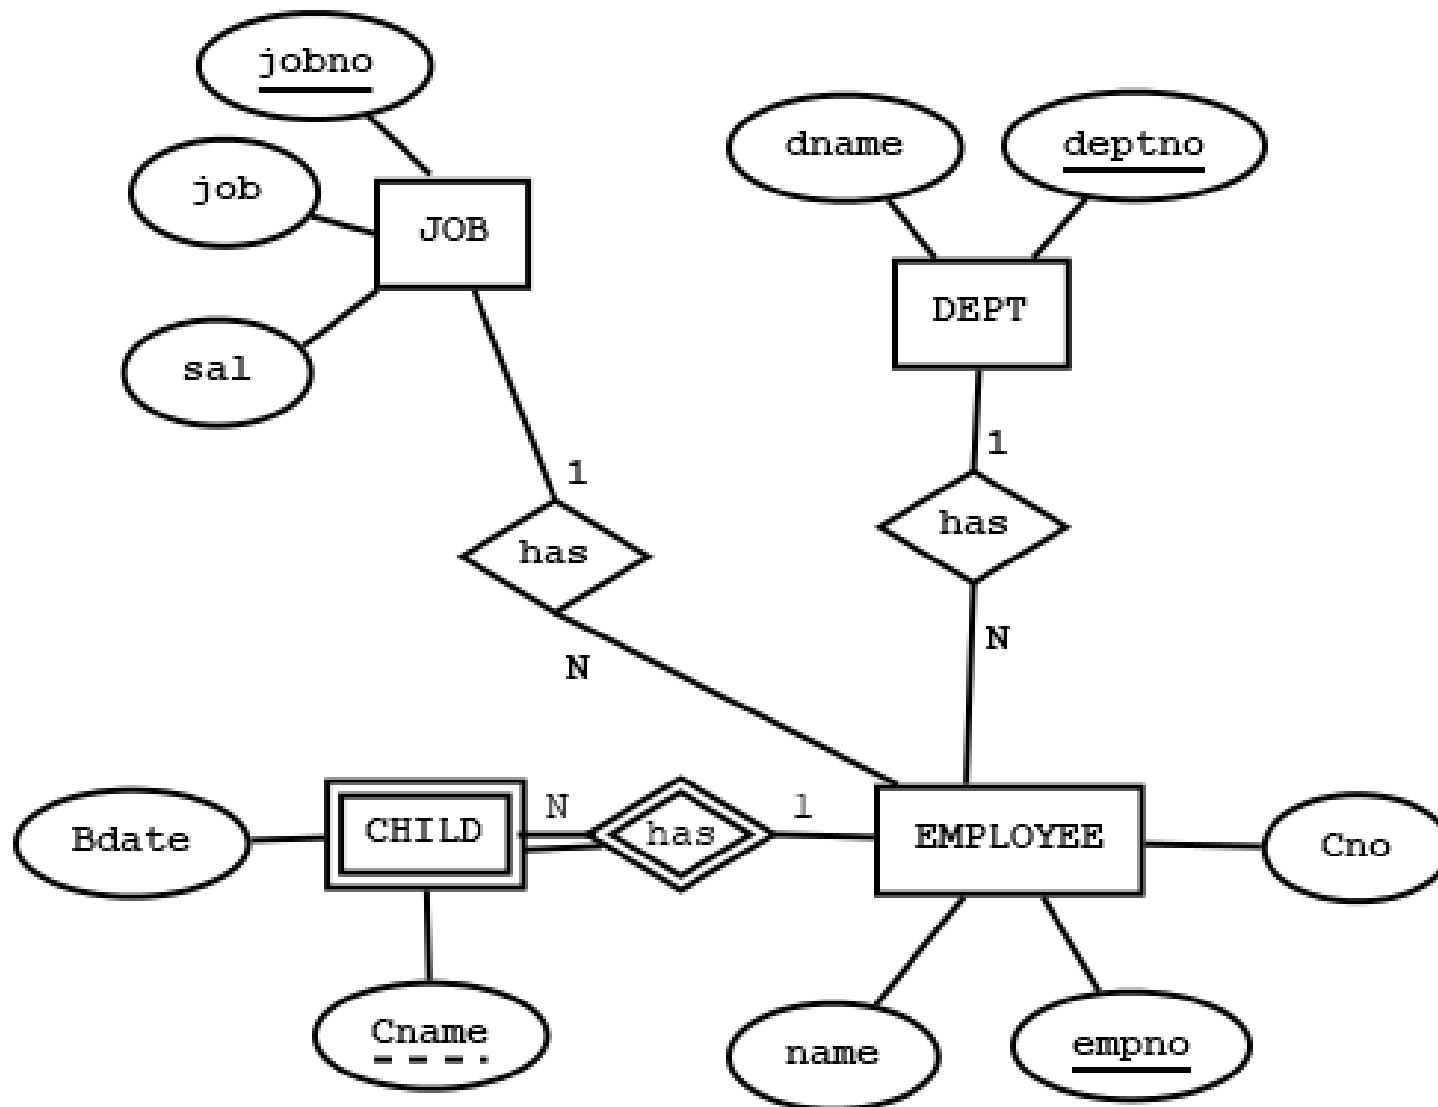 jobno
dname
deptno
job
JOB
DEPT
sal
1
1
has
has
N
N
Bdate
CHILD
N
has
1
EMPLOYEE
Cno
Cname
name
empno